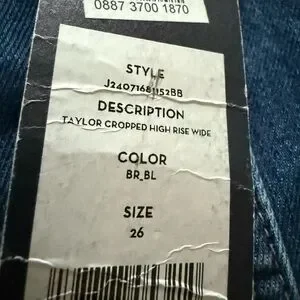 0887 3700 1870
STYLE
J24071681152BB
DESCRIPTION
TAYLOR CROPPED HIGH RISE WIDE
COLOR
BR_BL
SIZE
26